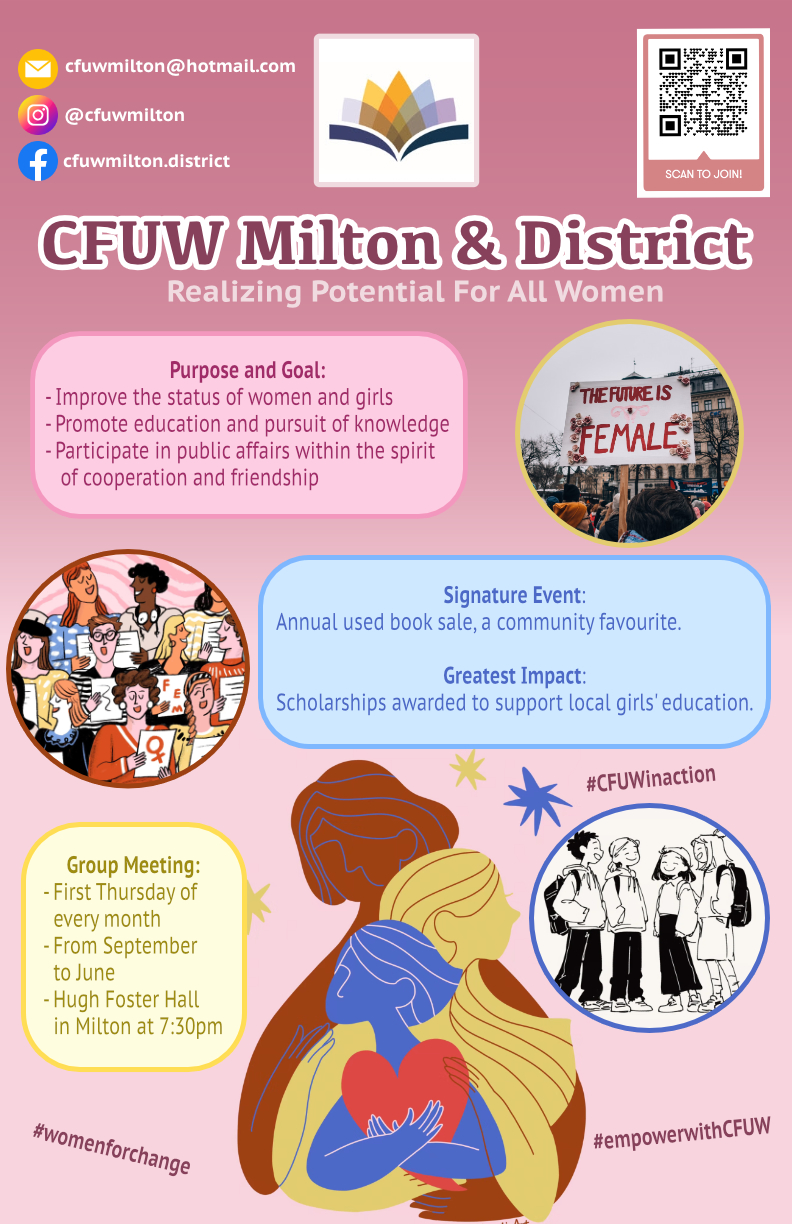 cfuwmilton@hotmail.com
@cfuwmilton
cfuwmilton.district
SCAN TO JOIN!
CFUW Milton & District
Realizing Potential For All Women
Purpose and Goal:
- Improve the status of women and girls
- Promote education and pursuit of knowledge
- Participate in public affairs within the spirit
of cooperation and friendship
THE FUTURE IS
FEMALE
Signature Event:
Annual used book sale, a community favourite.
Greatest Impact:
Scholarships awarded to support local girls' education.
FE
#CFUWinaction
Group Meeting:
- First Thursday of
every month
- From September
to June
- Hugh Foster Hall
in Milton at 7:30pm
#womenforchange
#empowerwithCFUW